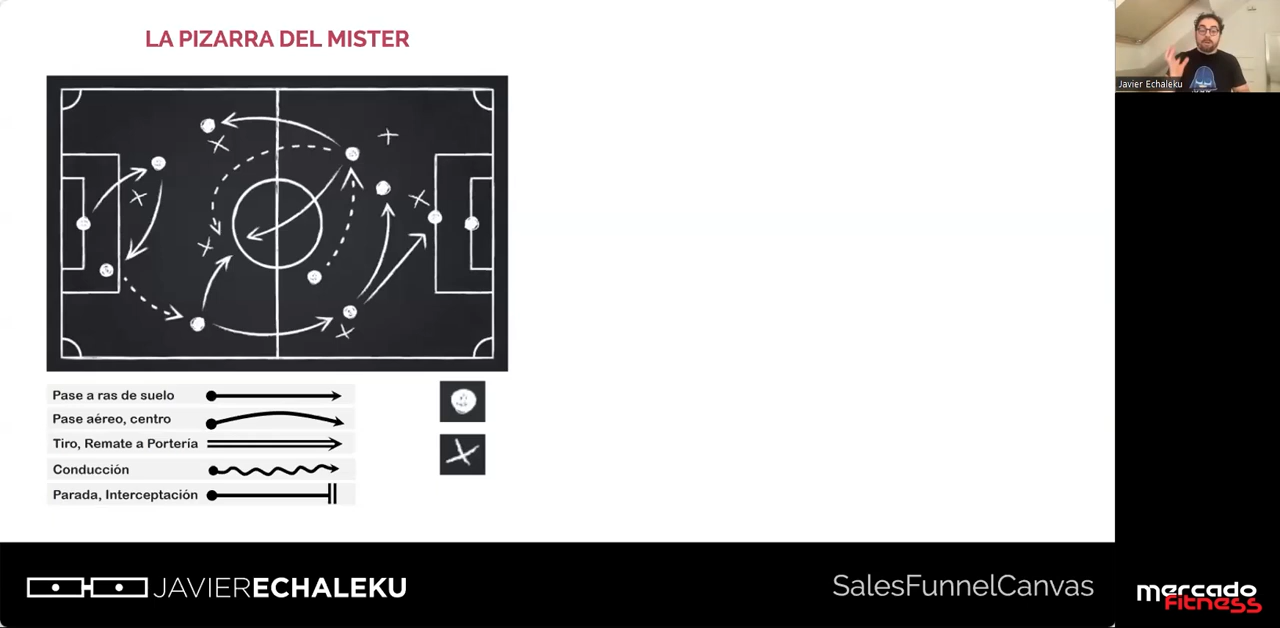 LA PIZARRA DEL MISTER
Javier Echaleku
Pase a ras de suelo
Pase aéreo, centro
Tiro, Remate a Portería
Conducción
Parada, Interceptación
JAVIERECHALEKU
SalesFunnelCanvas
mercado
fitness